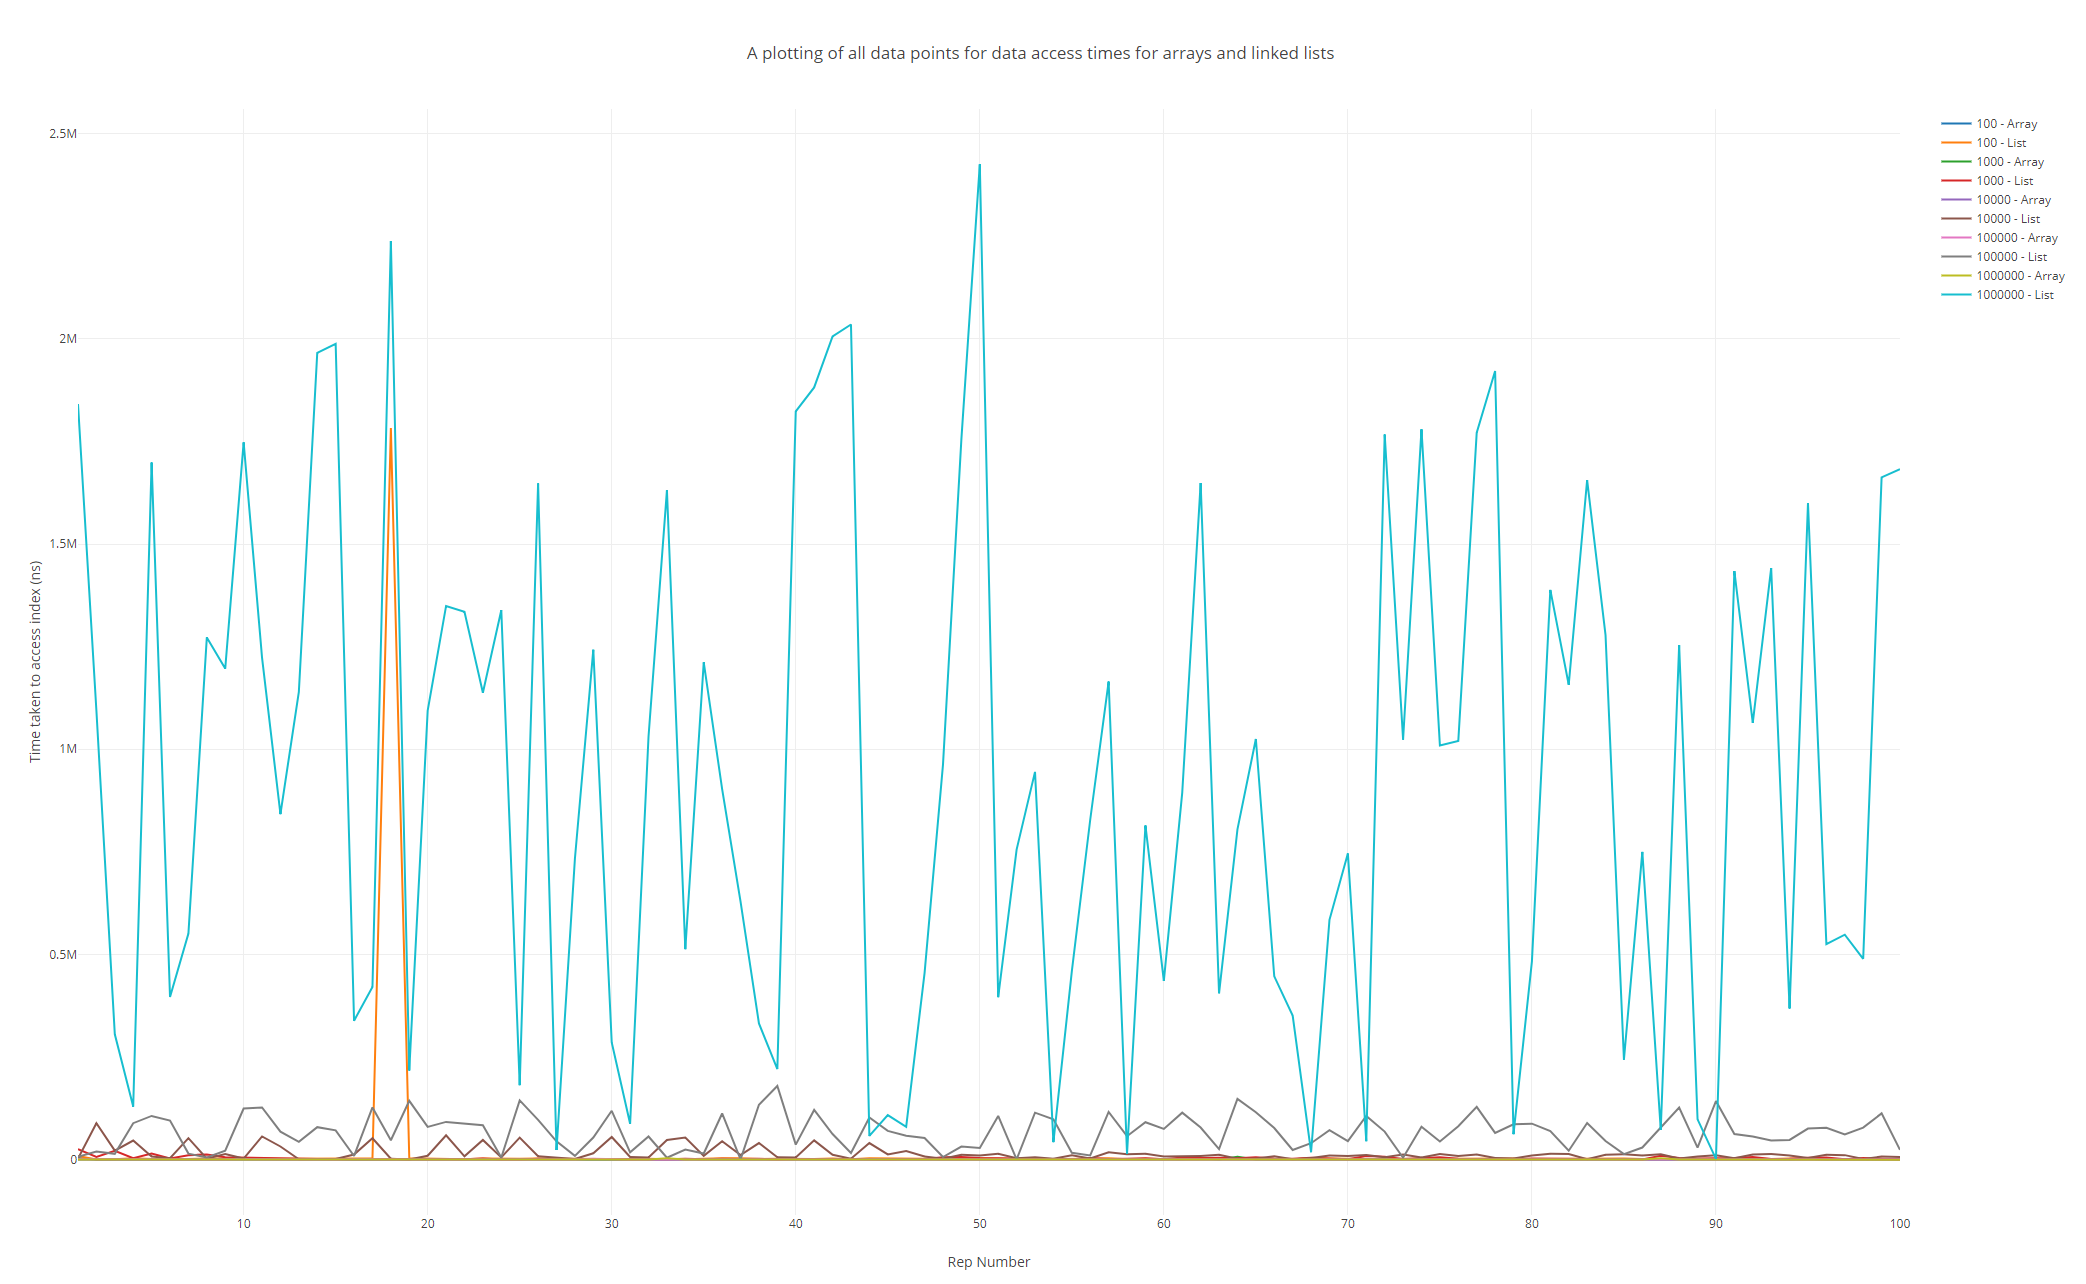 A plotting of all data points for data access times for arrays and linked lists
2.5M
2M
1.5M
1M
0.5M
0
Time taken to access index (ns)
10
20
30
40
50
60
70
80
90
100
Rep Number
100 - Array
100 - List
1000 - Array
1000 - List
10000 - Array
10000 - List
100000 - Array
100000 - List
1000000 - Array
1000000 - List